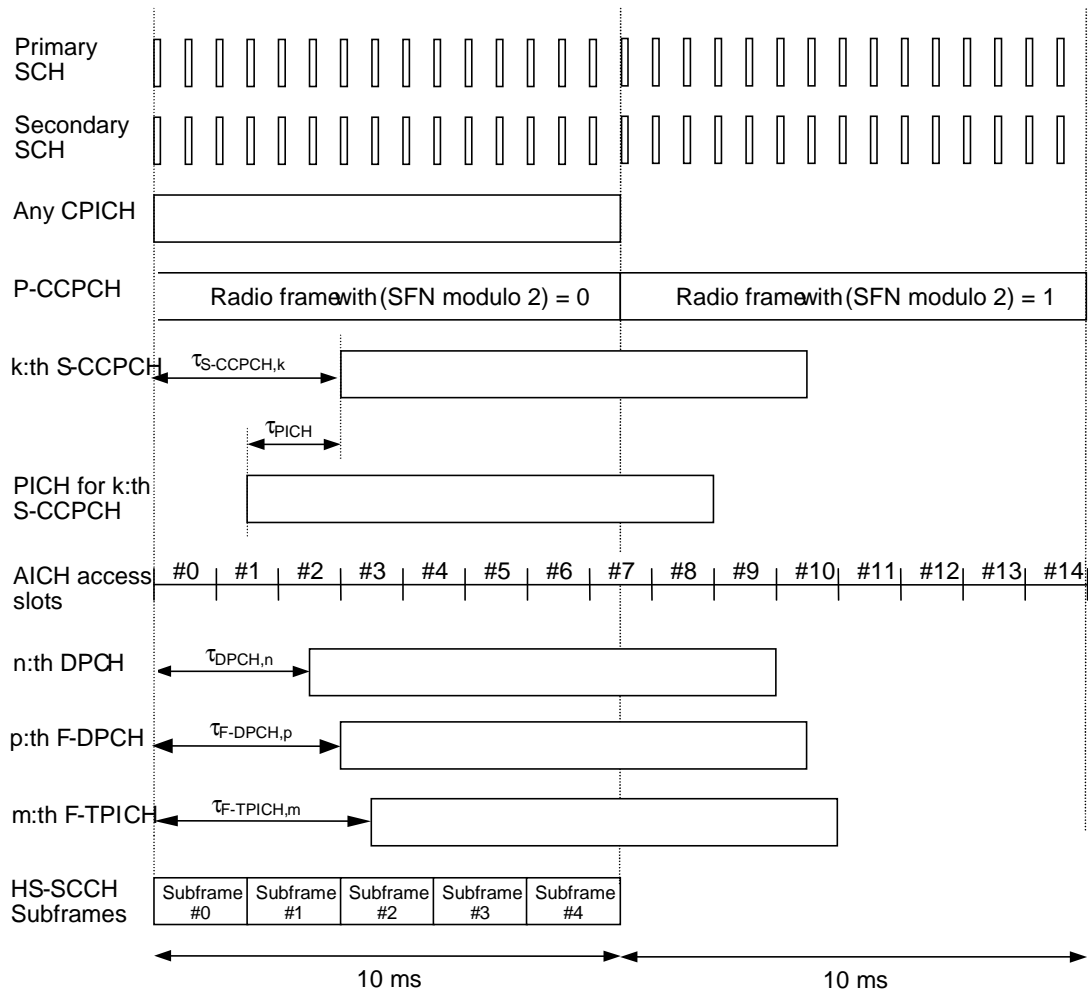 Primary
SCH
Secondary
SCH
Any CPICH
P-CCPCH
Radio frame with (SFN modulo 2) = 0
Radio frame with (SFN modulo 2) = 1
k:th S-CCPCH
τS-CCPCH,k
τPICH
PICH for k:th
S-CCPCH
AICH access
slots
#0 #1 #2 #3 #4 #5 #6 #7 #8 #9 #10 #11 #12 #13 #14
n:th DPCH
τDPCH,n
p:th F-DPCH
τF-DPCH,p
m:th F-TPICH
τF-TPICH,m
HS-SCCH
Subframes
Subframe
#0
Subframe
#1
Subframe
#2
Subframe
#3
Subframe
#4
10 ms
10 ms